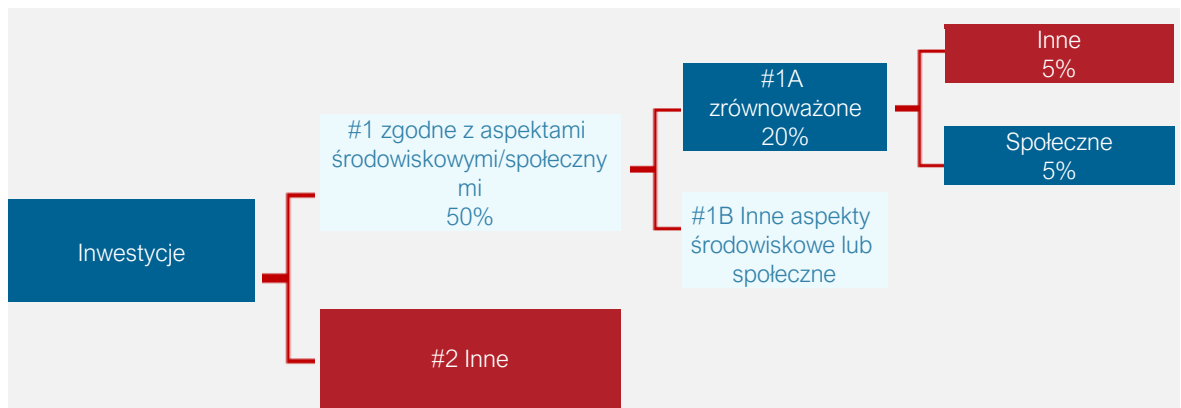 Inwestycje
#1 zgodne z aspektami
środowiskowymi/społeczny
mi
50%
#2 Inne
#1A
zrównoważone
20%
#1B Inne aspekty
środowiskowe lub
społeczne
Inne
5%
Społeczne
5%